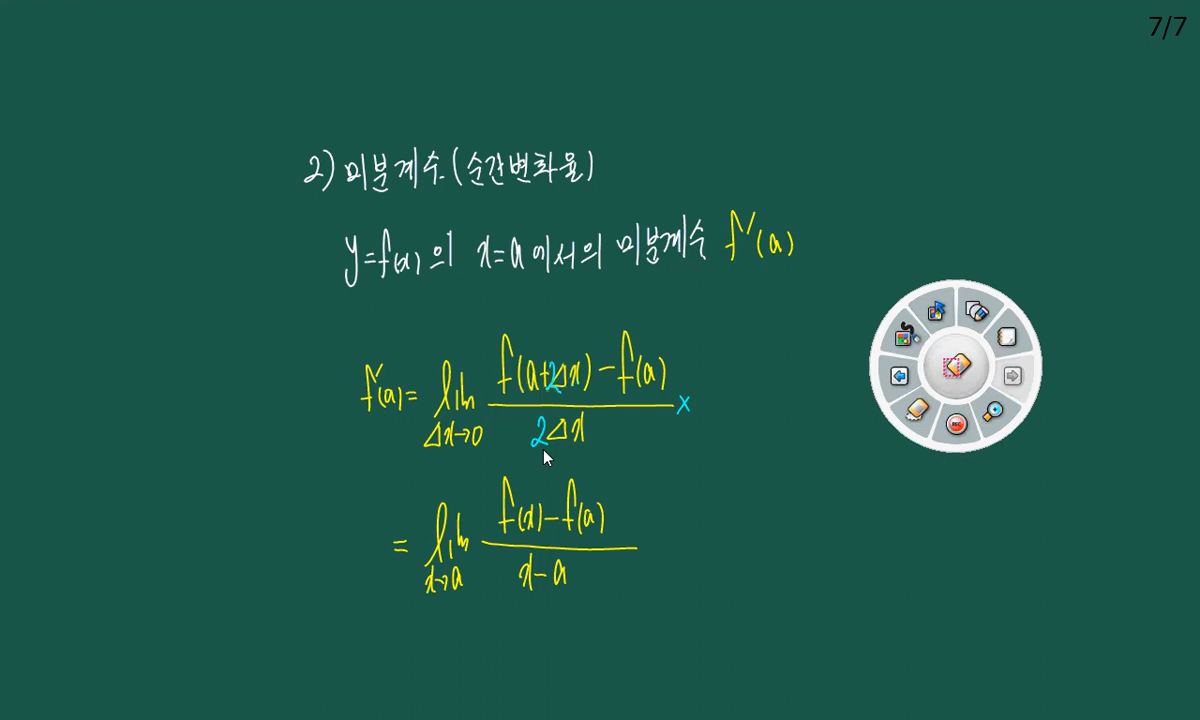 7/7
2) 미분계수 (순간변화율)
y=f(x)의 x=a에서의 미분계수 f'(a)
f'(a) = lim Δx→0 f(a+2Δx)-f(a) / 2Δx ×
= lim x→a f(x)-f(a) / x-a
REC